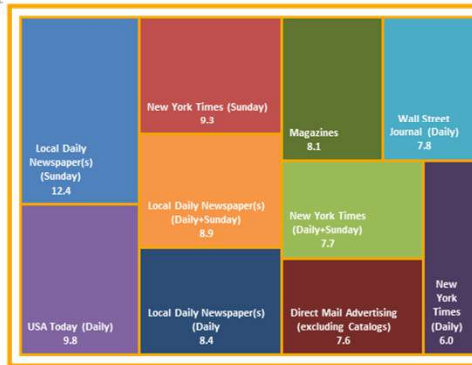 Local Daily
Newspaper(s)
(Sunday)
12.4
USA Today (Daily)
9.8
New York Times (Sunday)
9.3
Local Daily Newspaper(s)
(Daily+Sunday)
8.9
Local Daily Newspaper(s)
(Daily
8.4
Magazines
8.1
Wall Street
Journal (Daily)
7.8
New York Times
(Daily+Sunday)
7.7
Direct Mail Advertising
(excluding Catalogs)
7.6
New
York
Times
(Daily)
6.0